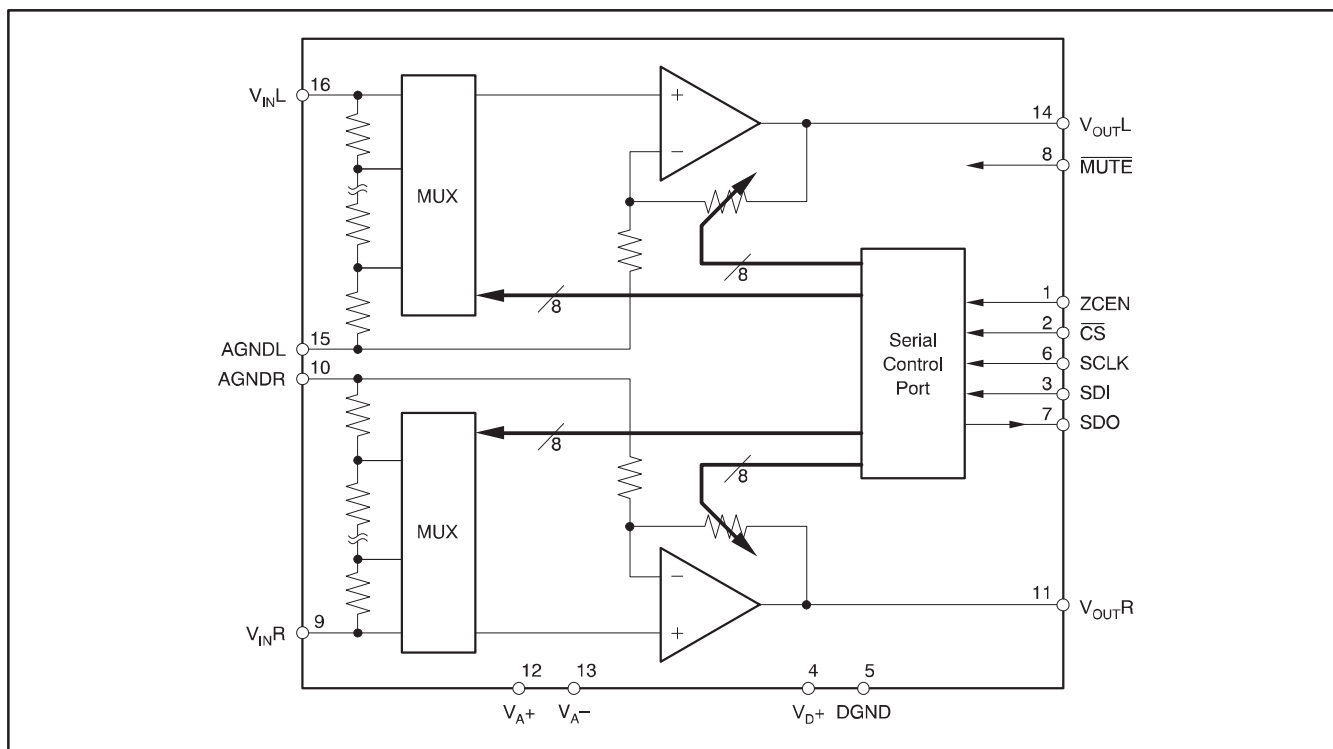 16
V_INL
MUX
+
−
14
V_OUTL
8
M̅U̅T̅E̅
8
8
15
AGNDL
10
AGNDR
Serial
Control
Port
1
ZCEN
2
C̅S̅
6
SCLK
3
SDI
7
SDO
8
8
MUX
−
+
9
V_INR
11
V_OUTR
12
V_A+
13
V_A−
4
V_D+
5
DGND